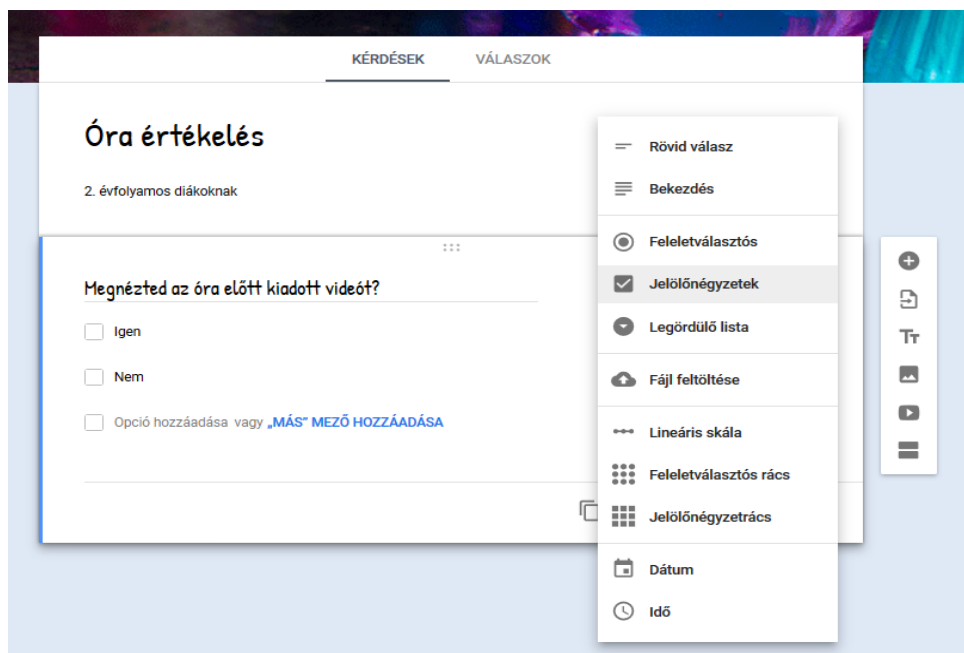 KÉRDÉSEK VÁLASZOK
Óra értékelés
2. évfolyamos diákoknak
Megnézted az óra előtt kiadott videót?
Igen
Nem
Opció hozzáadása vagy „MÁS” MEZŐ HOZZÁADÁSA
Rövid válasz
Bekezdés
Feleletválasztós
Jelölőnégyzetek
Legördülő lista
Fájl feltöltése
Lineáris skála
Feleletválasztós rács
Jelölőnégyzetrács
Dátum
Idő
Tт